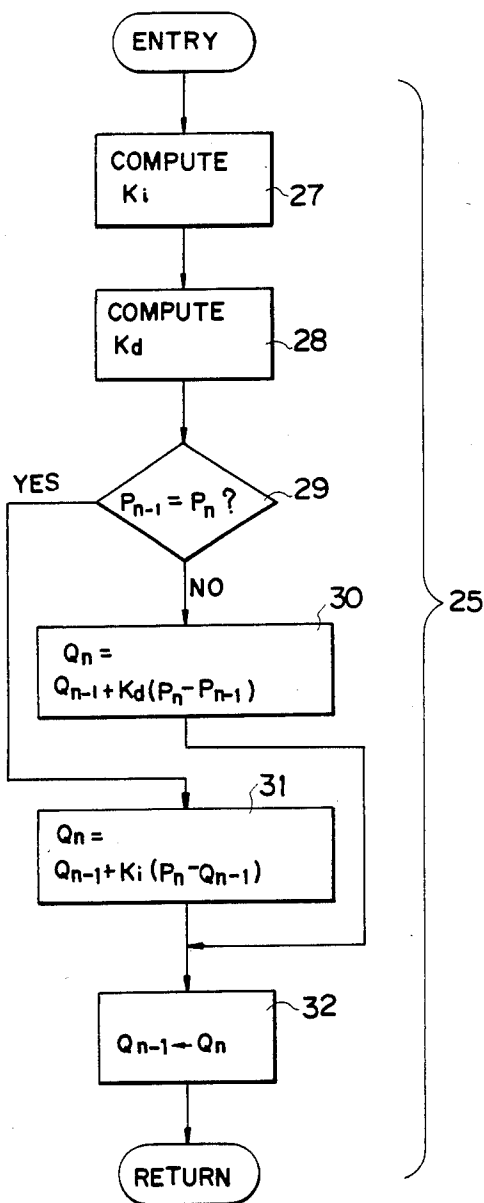 ENTRY
COMPUTE
Ki
27
COMPUTE
Kd
28
YES
Pn-1 = Pn ?
29
NO
30
Qn =
Qn-1 + Kd (Pn - Pn-1)
31
Qn =
Qn-1 + Ki (Pn - Qn-1)
25
32
Qn-1 ← Qn
RETURN